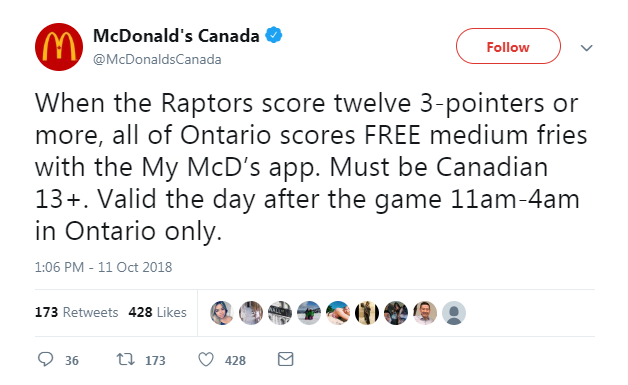 McDonald's Canada
@McDonaldsCanada
Follow
When the Raptors score twelve 3-pointers or
more, all of Ontario scores FREE medium fries
with the My McD's app. Must be Canadian
13+. Valid the day after the game 11am-4am
in Ontario only.
1:06 PM - 11 Oct 2018
173 Retweets 428 Likes
36 173 428